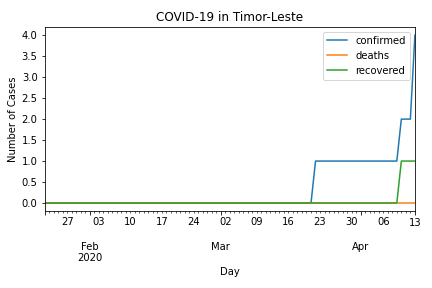 COVID-19 in Timor-Leste
confirmed
deaths
recovered
Number of Cases
4.0
3.5
3.0
2.5
2.0
1.5
1.0
0.5
0.0
27 03 10 17 24 02 09 16 23 30 06 13
Feb Mar Apr
2020
Day